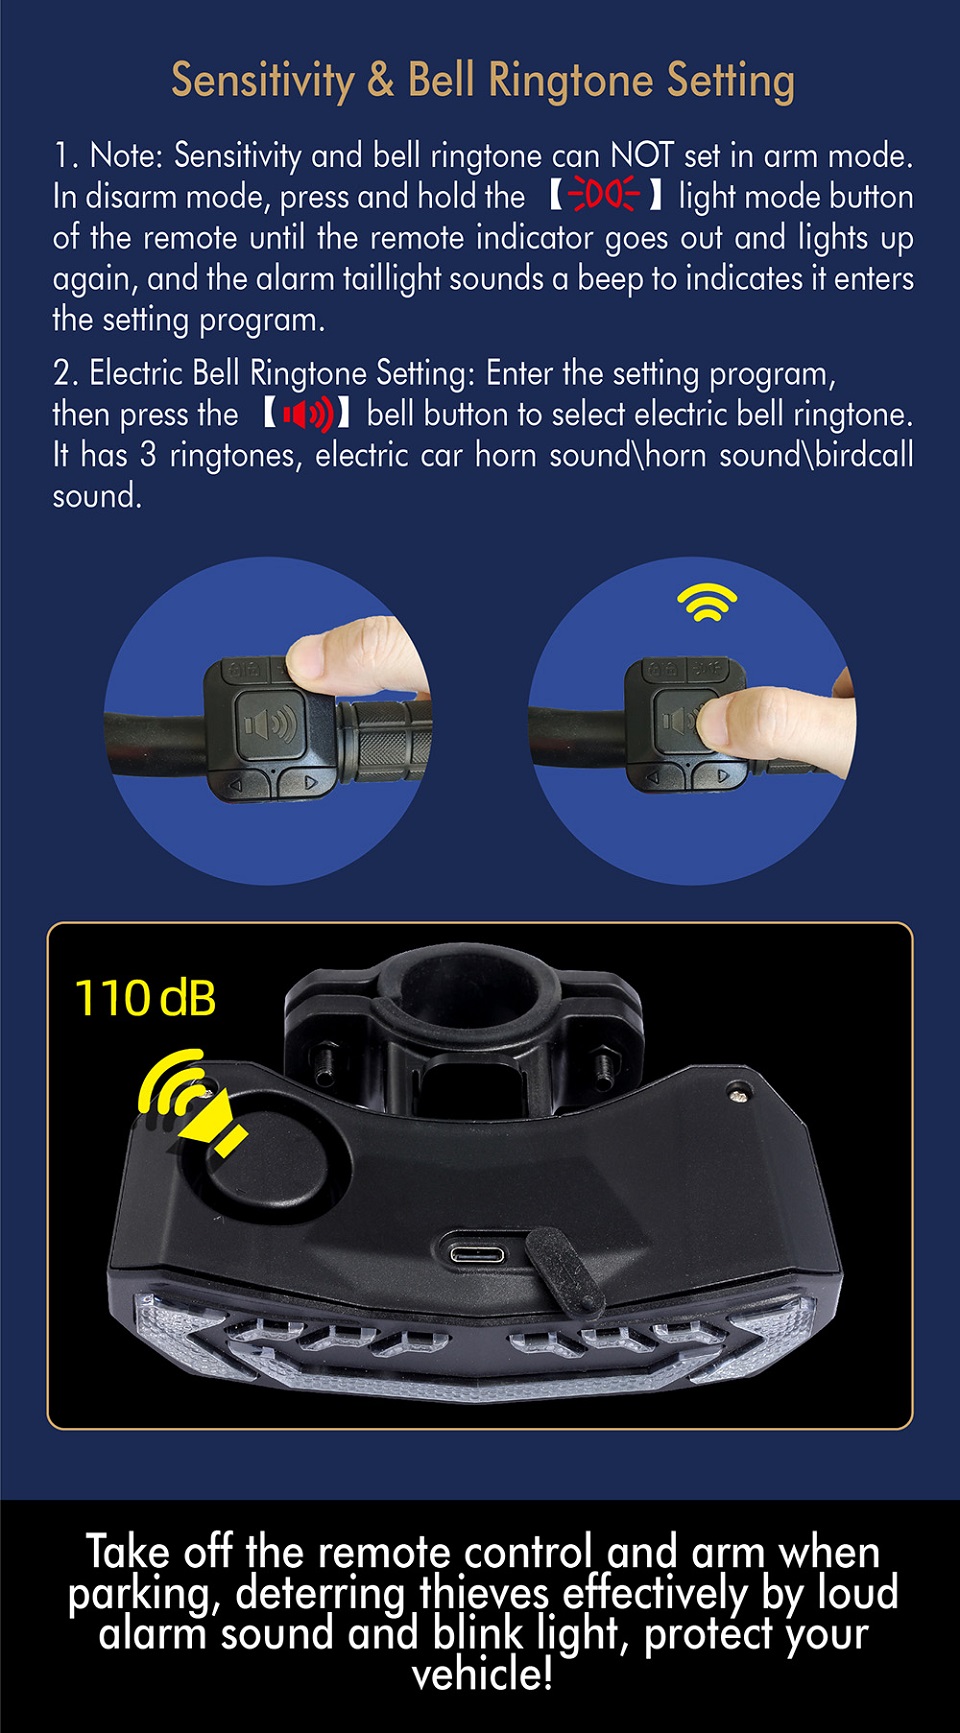 Sensitivity & Bell Ringtone Setting
1. Note: Sensitivity and bell ringtone can NOT set in arm mode.
In disarm mode, press and hold the 【 】 light mode button
of the remote until the remote indicator goes out and lights up
again, and the alarm taillight sounds a beep to indicates it enters
the setting program.
2. Electric Bell Ringtone Setting: Enter the setting program,
then press the 【 】 bell button to select electric bell ringtone.
It has 3 ringtones, electric car horn sound\horn sound\birdcall
sound.
110 dB
Take off the remote control and arm when
parking, deterring thieves effectively by loud
alarm sound and blink light, protect your
vehicle!